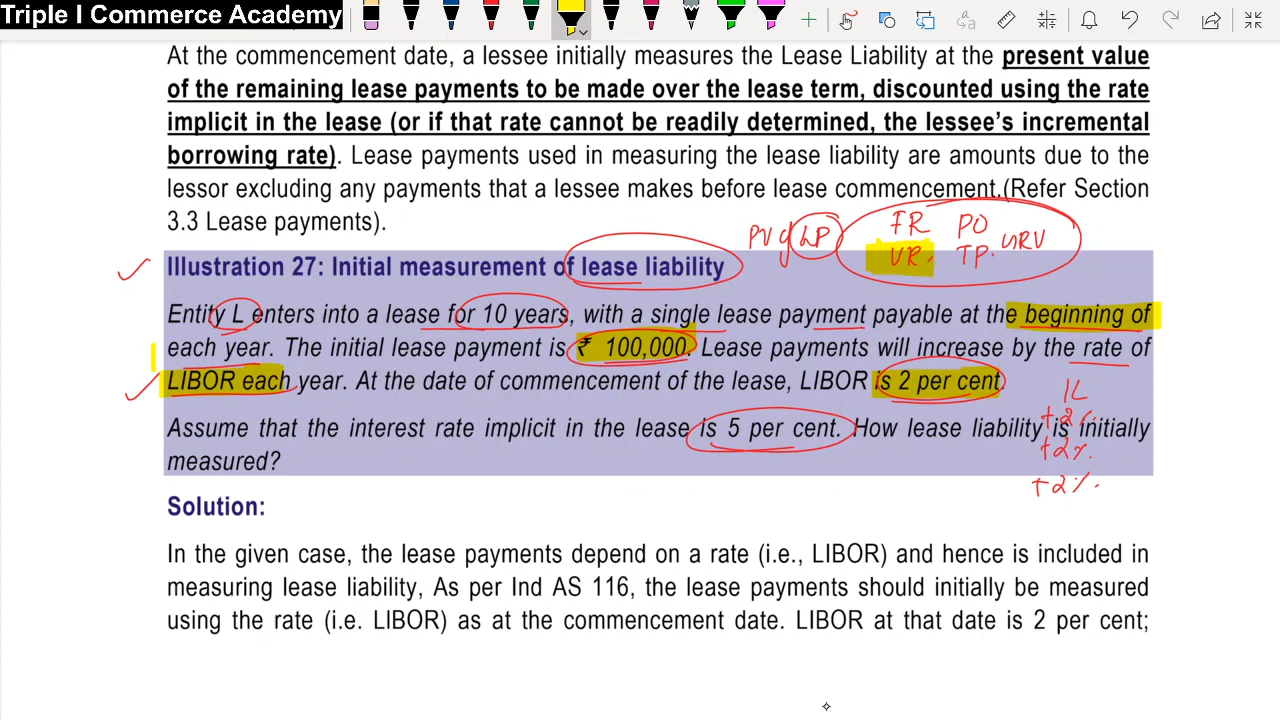 Triple I Commerce Academy
At the commencement date, a lessee initially measures the Lease Liability at the present value
of the remaining lease payments to be made over the lease term, discounted using the rate
implicit in the lease (or if that rate cannot be readily determined, the lessee's incremental
borrowing rate). Lease payments used in measuring the lease liability are amounts due to the
lessor excluding any payments that a lessee makes before lease commencement.(Refer Section
3.3 Lease payments).
PV of LP FR PO GRV
VR. TP.
Illustration 27: Initial measurement of lease liability
Entity L enters into a lease for 10 years, with a single lease payment payable at the beginning of
each year. The initial lease payment is ₹ 100,000. Lease payments will increase by the rate of
LIBOR each year. At the date of commencement of the lease, LIBOR is 2 per cent.
1L
+2%
+2%.
+2%.
Assume that the interest rate implicit in the lease is 5 per cent. How lease liability is initially
measured?
Solution:
In the given case, the lease payments depend on a rate (i.e., LIBOR) and hence is included in
measuring lease liability, As per Ind AS 116, the lease payments should initially be measured
using the rate (i.e. LIBOR) as at the commencement date. LIBOR at that date is 2 per cent;